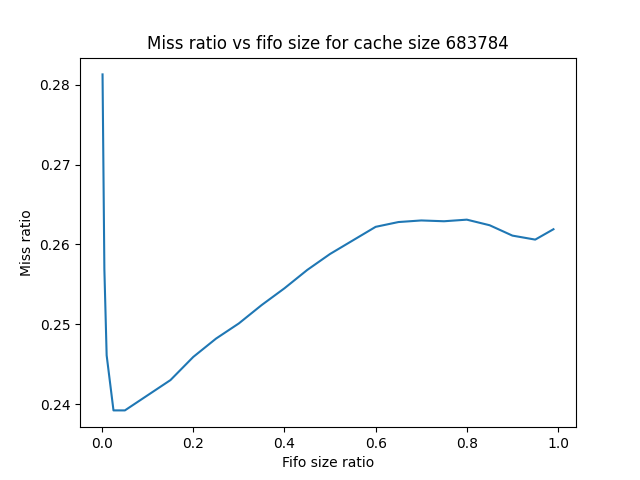 Miss ratio vs fifo size for cache size 683784
0.28
0.27
0.26
0.25
0.24
Miss ratio
0.0 0.2 0.4 0.6 0.8 1.0
Fifo size ratio